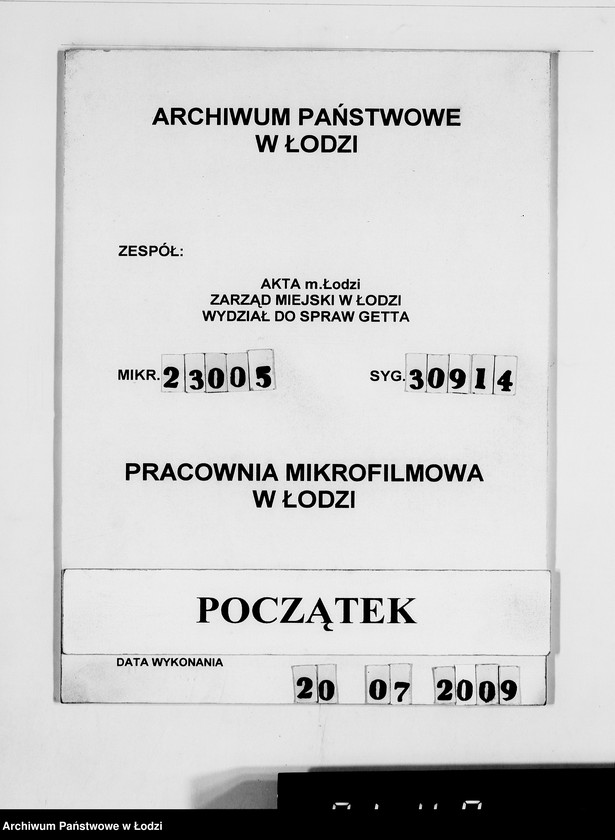 ARCHIWUM PAŃSTWOWE
W ŁODZI
ZESPÓŁ:
AKTA m.Łodzi
ZARZĄD MIEJSKI W ŁODZI
WYDZIAŁ DO SPRAW GETTA
MIKR. 23005 SYG. 30914
PRACOWNIA MIKROFILMOWA
W ŁODZI
POCZĄTEK
DATA WYKONANIA
20 07 2009
Archiwum Państwowe w Łodzi